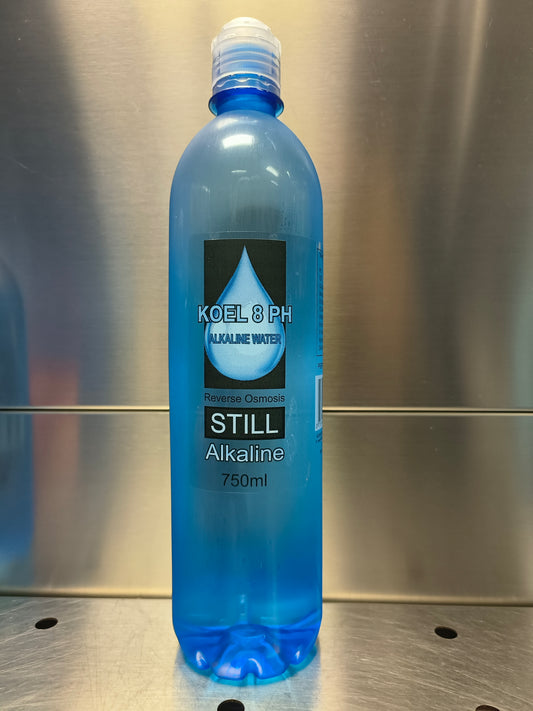 KOEL 8 PH
ALKALINE WATER
Reverse Osmosis
STILL
Alkaline
750ml